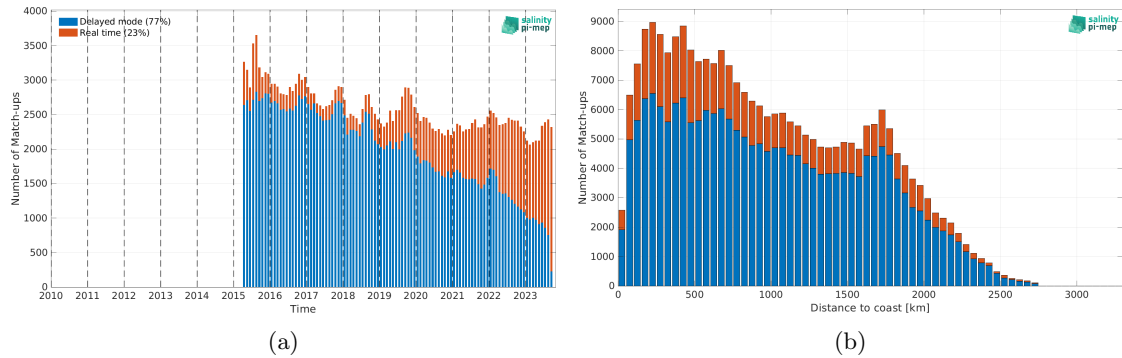 4000
3500
3000
2500
2000
1500
1000
500
0
Number of Match-ups
Delayed mode (77%)
Real time (23%)
salinity
pi-mep
2010 2011 2012 2013 2014 2015 2016 2017 2018 2019 2020 2021 2022 2023
Time
(a)
9000
8000
7000
6000
5000
4000
3000
2000
1000
0
Number of Match-ups
salinity
pi-mep
0 500 1000 1500 2000 2500 3000
Distance to coast [km]
(b)